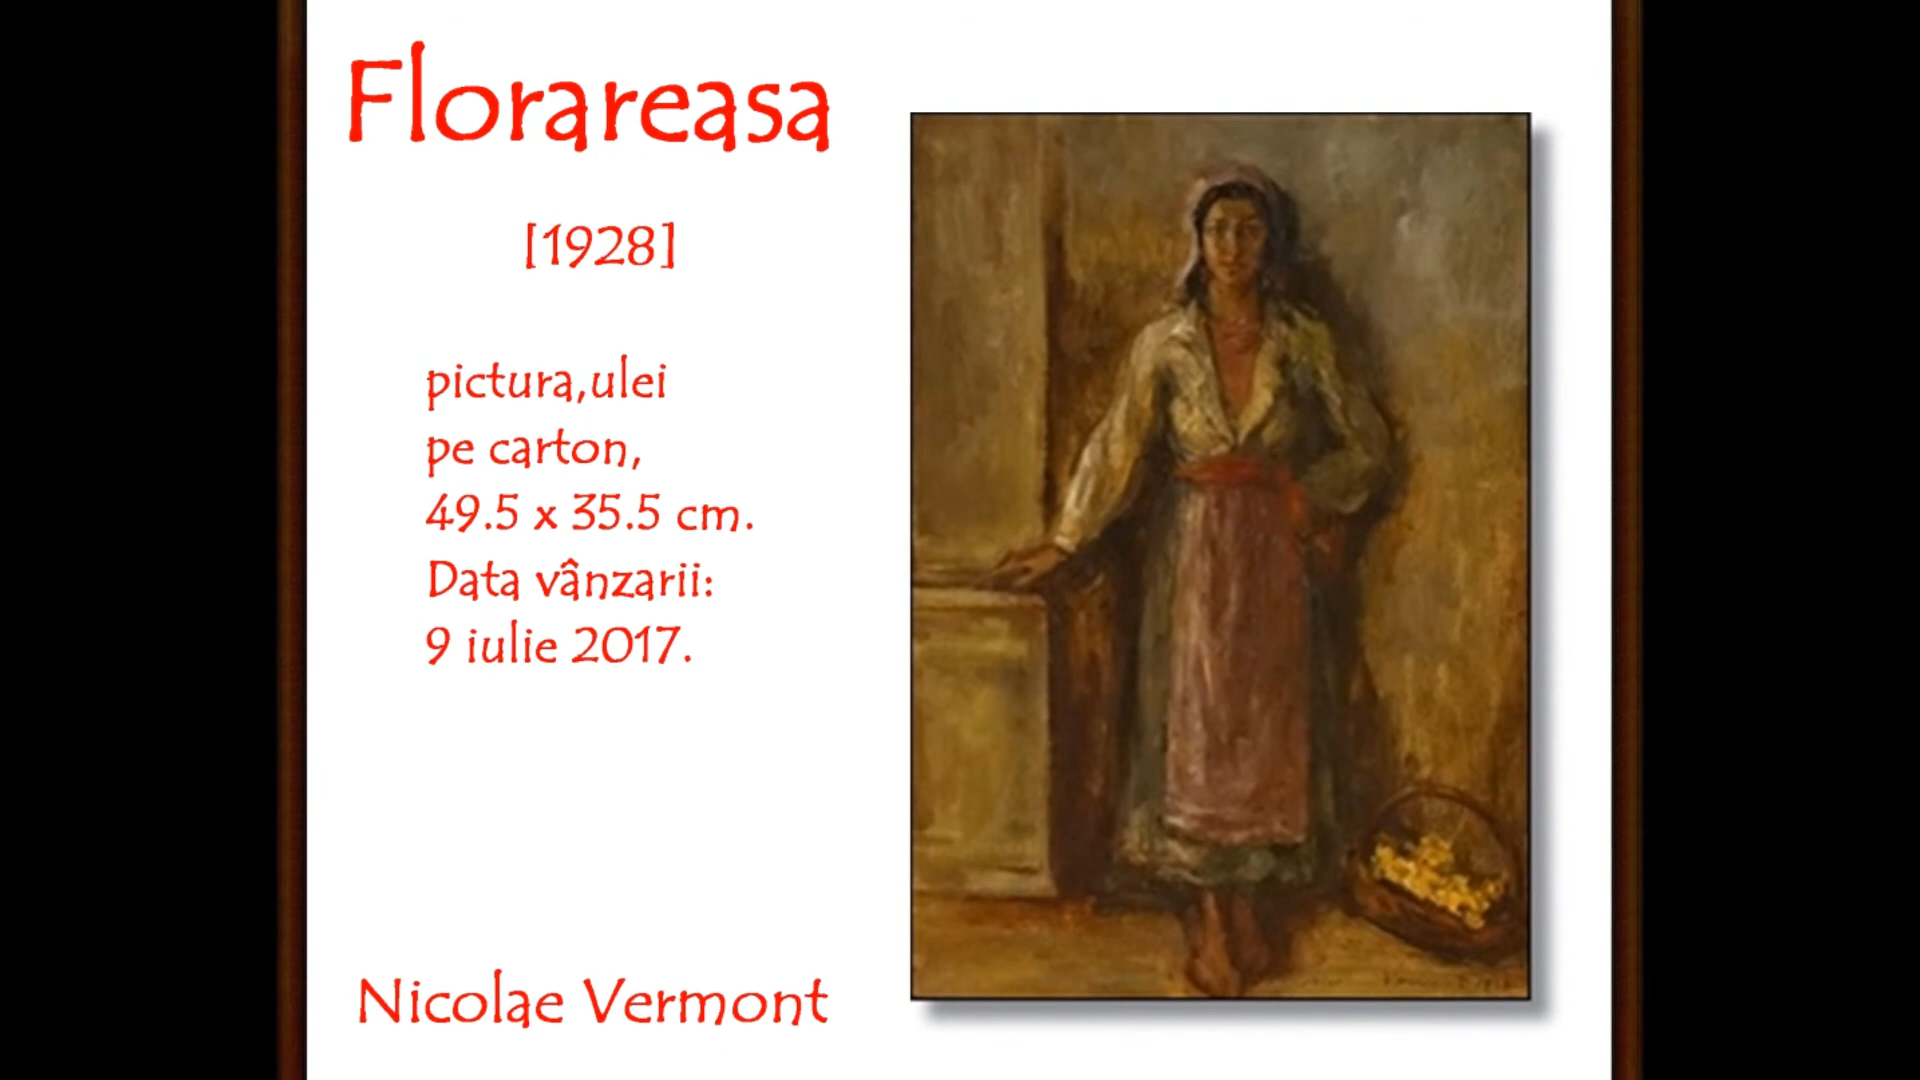 Florareasa
[1928]
pictura,ulei
pe carton,
49.5 x 35.5 cm.
Data vânzarii:
9 iulie 2017.
Nicolae Vermont